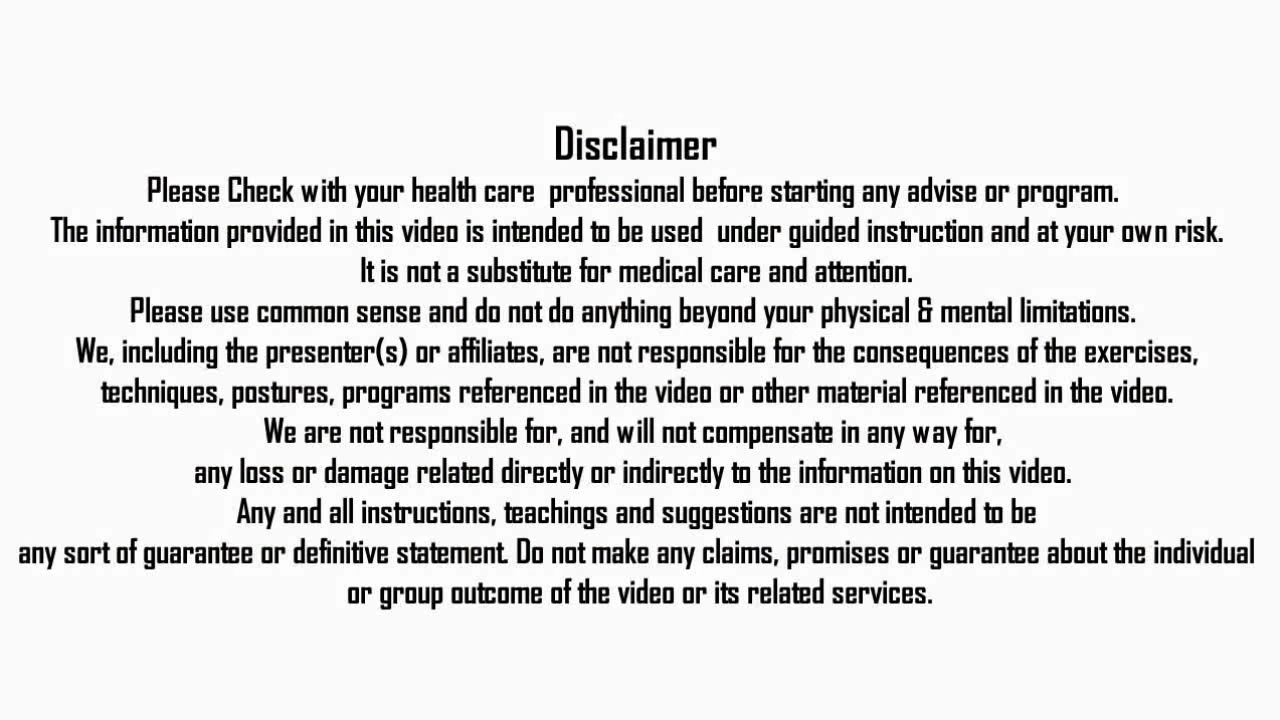 Disclaimer
Please Check with your health care professional before starting any advise or program.
The information provided in this video is intended to be used under guided instruction and at your own risk.
It is not a substitute for medical care and attention.
Please use common sense and do not do anything beyond your physical & mental limitations.
We, including the presenter(s) or affiliates, are not responsible for the consequences of the exercises,
techniques, postures, programs referenced in the video or other material referenced in the video.
We are not responsible for, and will not compensate in any way for,
any loss or damage related directly or indirectly to the information on this video.
Any and all instructions, teachings and suggestions are not intended to be
any sort of guarantee or definitive statement. Do not make any claims, promises or guarantee about the individual
or group outcome of the video or its related services.